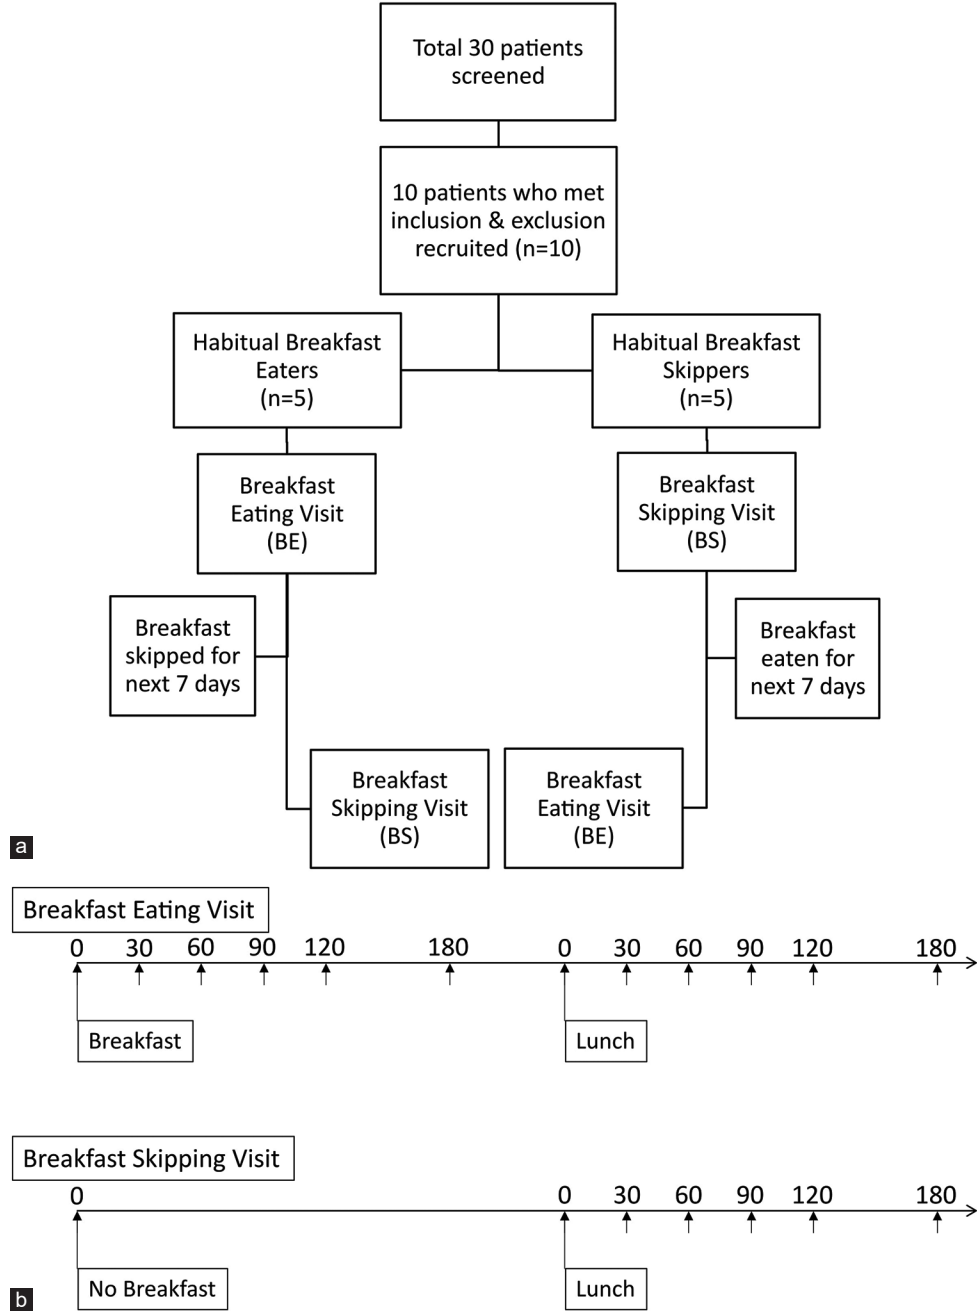 Total 30 patients
screened
10 patients who met
inclusion & exclusion
recruited (n=10)
Habitual Breakfast
Eaters
(n=5)
Habitual Breakfast
Skippers
(n=5)
Breakfast
Eating Visit
(BE)
Breakfast
Skipping Visit
(BS)
Breakfast
skipped for
next 7 days
Breakfast
eaten for
next 7 days
Breakfast
Skipping Visit
(BS)
Breakfast
Eating Visit
(BE)
a
Breakfast Eating Visit
0 30 60 90 120 180 0 30 60 90 120 180
Breakfast Lunch
Breakfast Skipping Visit
0 0 30 60 90 120 180
No Breakfast Lunch
b